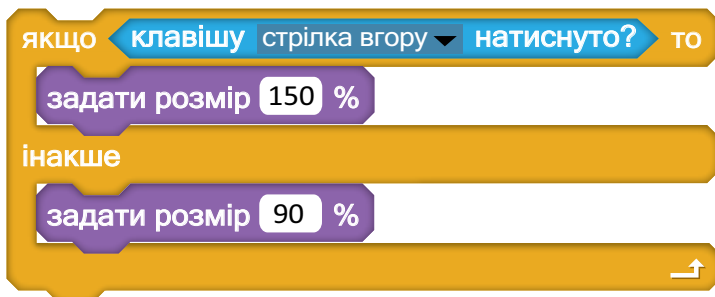 якщо клавішу стрілка вгору натиснуто? то
задати розмір 150 %
інакше
задати розмір 90 %